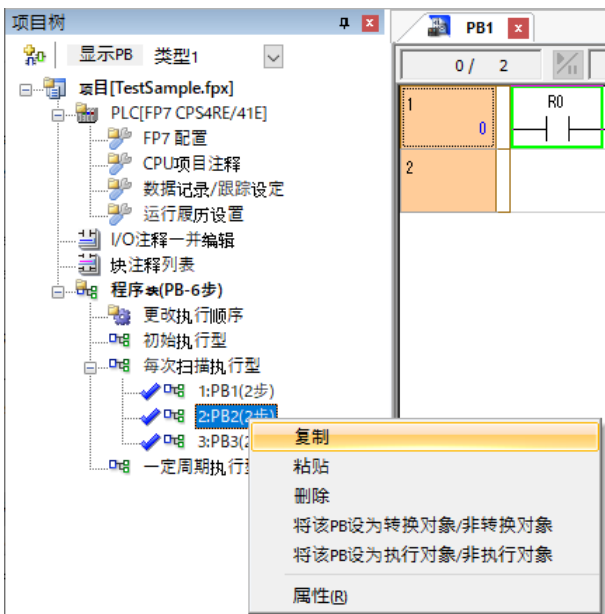 项目树
PB1
显示PB 类型1
0/ 2
项目[TestSample.fpx]
PLC[FP7 CPS4RE/41E]
FP7 配置
CPU项目注释
数据记录/跟踪设定
运行履历设置
I/O注释一并编辑
块注释列表
程序块(PB-6步)
更改执行顺序
初始执行型
每次扫描执行型
1:PB1(2步)
2:PB2(2步)
3:PB3(2
一定周期执行
1
0
R0
2
复制
粘贴
删除
将该PB设为转换对象/非转换对象
将该PB设为执行对象/非执行对象
属性(R)